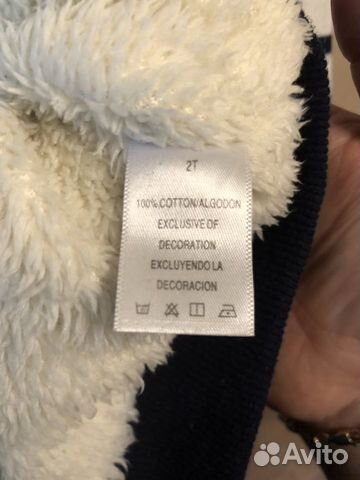 2T
100% COTTON/ALGODON
EXCLUSIVE OF
DECORATION
EXCLUYENDO LA
DECORACION
Avito